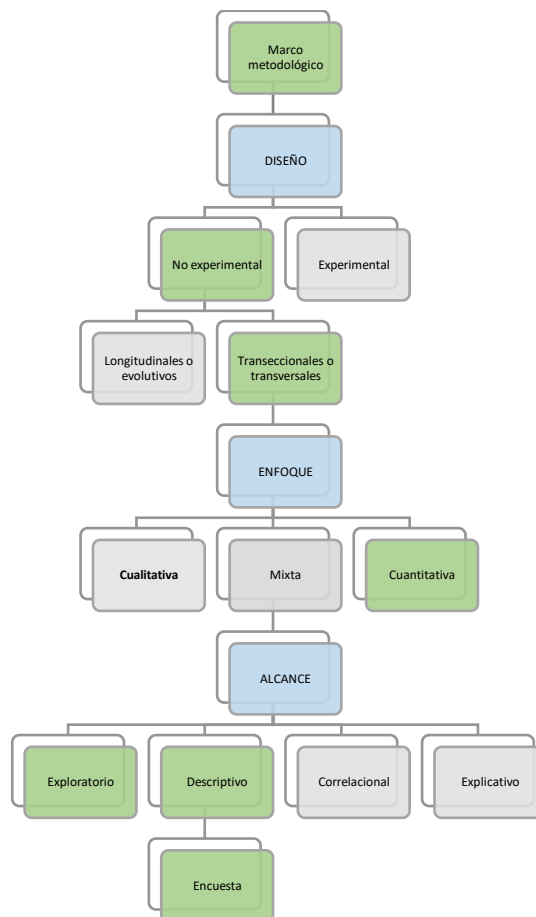 Marco
metodológico
DISEÑO
No experimental
Experimental
Longitudinales o
evolutivos
Transeccionales o
transversales
ENFOQUE
Cualitativa
Mixta
Cuantitativa
ALCANCE
Exploratorio
Descriptivo
Correlacional
Explicativo
Encuesta